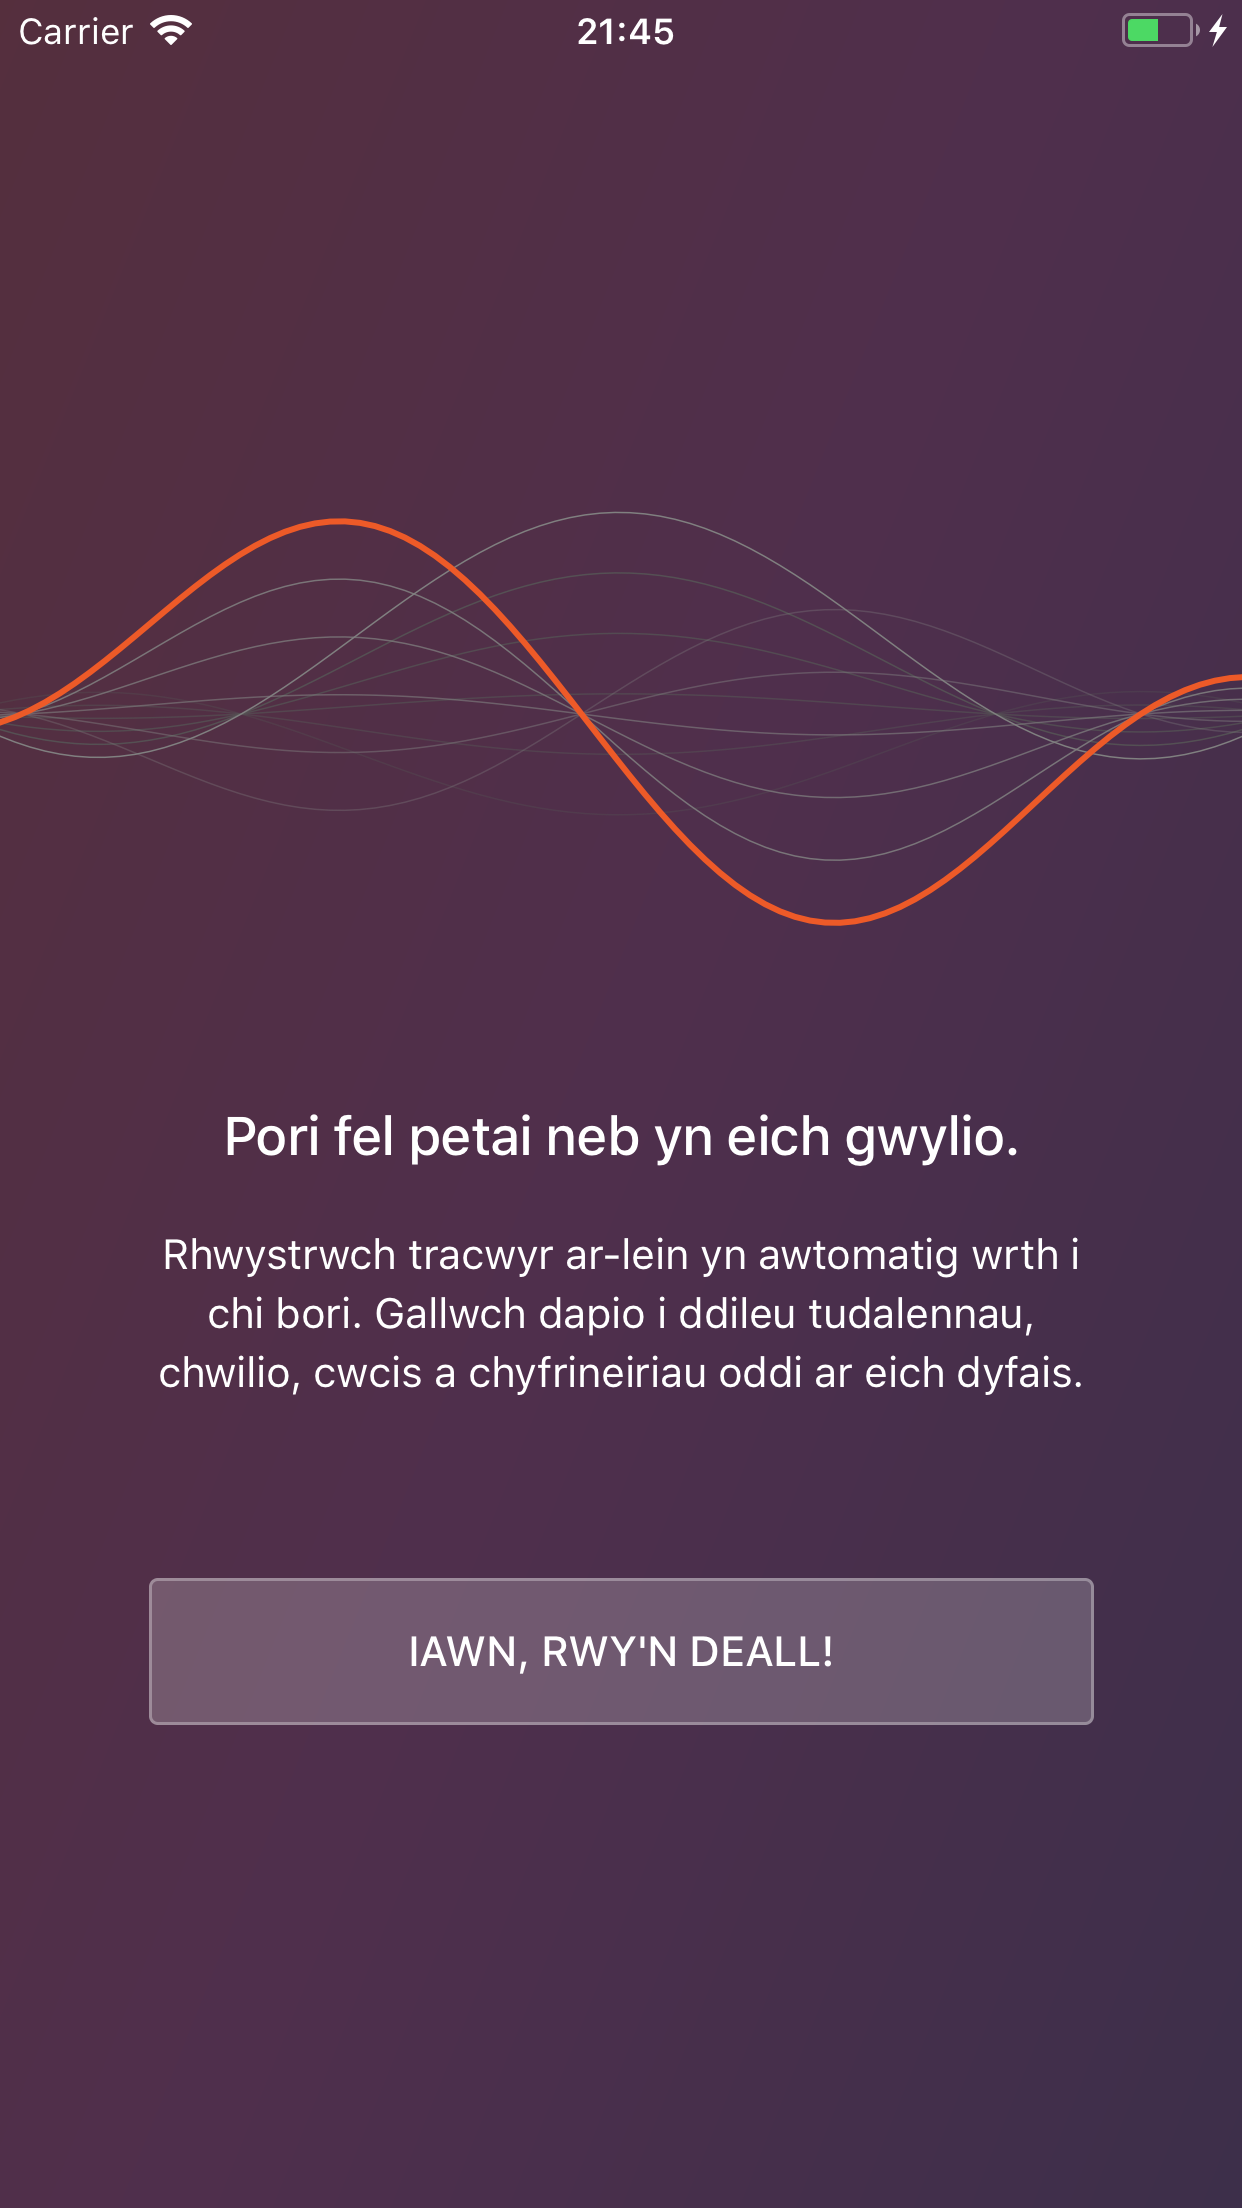 Carrier
21:45
Pori fel petai neb yn eich gwylio.
Rhwystrwch tracwyr ar-lein yn awtomatig wrth i
chi bori. Gallwch dapio i ddileu tudalennau,
chwilio, cwcis a chyfrineiriau oddi ar eich dyfais.
IAWN, RWY'N DEALL!